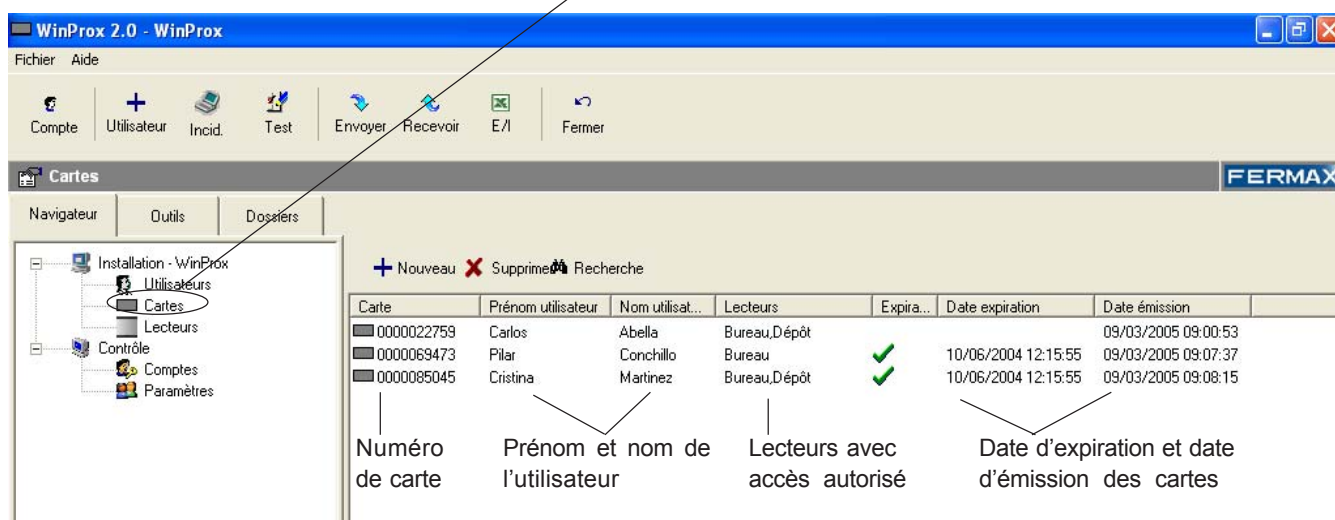 WinProx 2.0 - WinProx
Fichier Aide
Compte Utilisateur Incid. Test Envoyer Recevoir E/I Fermer
Cartes FERMAX
Navigateur Outils Dossiers
Installation - WinProx
Utilisateurs
Cartes
Lecteurs
Contrôle
Comptes
Paramètres
Nouveau Supprimer Recherche
Carte Prénom utilisateur Nom utilisat... Lecteurs Expira... Date expiration Date émission
0000022759 Carlos Abella Bureau,Dépôt 09/03/2005 09:00:53
0000069473 Pilar Conchillo Bureau 10/06/2004 12:15:55 09/03/2005 09:07:37
0000085045 Cristina Martinez Bureau,Dépôt 10/06/2004 12:15:55 09/03/2005 09:08:15
Numéro
de carte
Prénom et nom de
l’utilisateur
Lecteurs avec
accès autorisé
Date d’expiration et date
d’émission des cartes